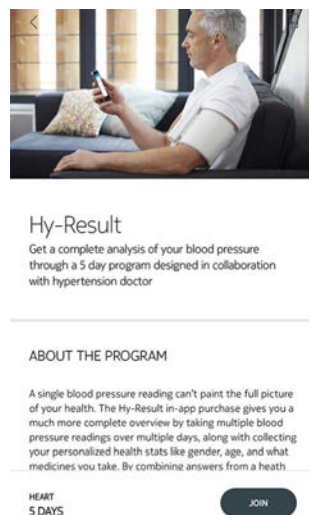 Hy-Result
Get a complete analysis of your blood pressure
through a 5 day program designed in collaboration
with hypertension doctor
ABOUT THE PROGRAM
A single blood pressure reading can't paint the full picture
of your health. The Hy-Result in-app purchase gives you a
much more complete overview by taking multiple blood
pressure readings over multiple days, along with collecting
your personalized health stats like gender, age, and what
medicines you take. By combining answers from a heath
HEART
5 DAYS
JOIN